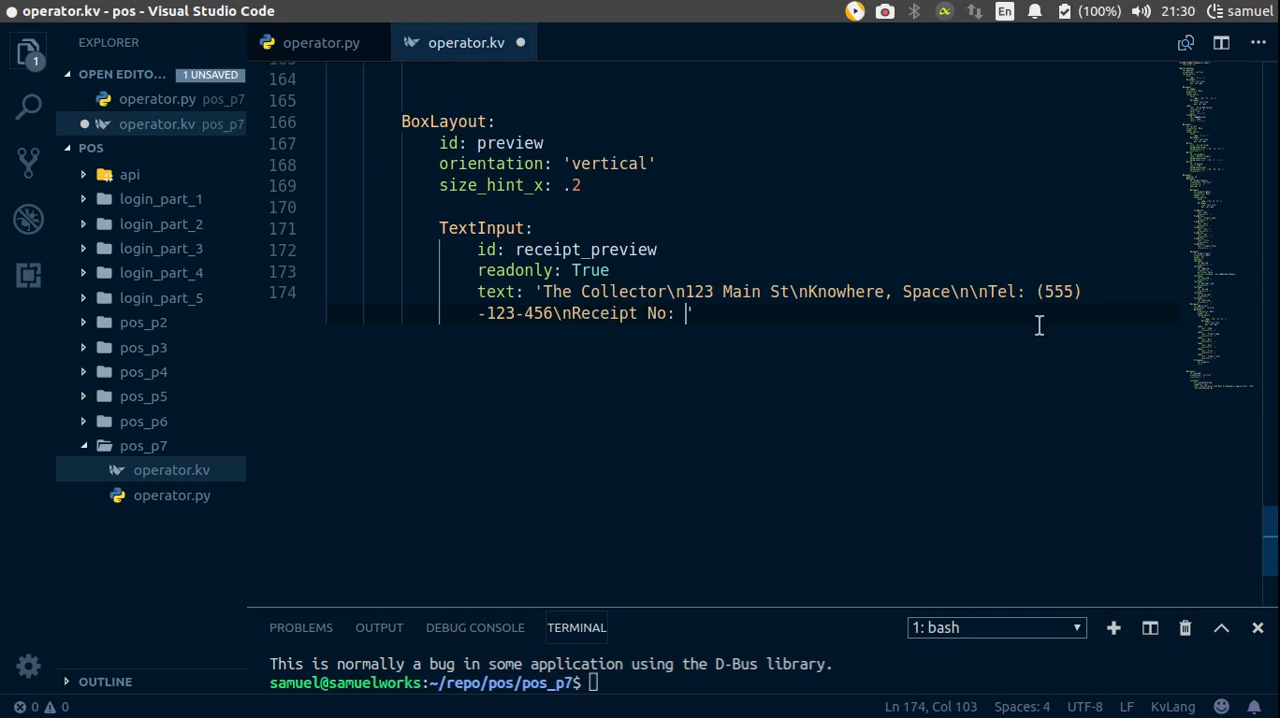 operator.kv - pos - Visual Studio Code
En
(100%)
21:30
samuel
1
EXPLORER
operator.py
operator.kv
OPEN EDITO...
1 UNSAVED
operator.py pos_p7
operator.kv pos_p7
POS
api
login_part_1
login_part_2
login_part_3
login_part_4
login_part_5
pos_p2
pos_p3
pos_p4
pos_p5
pos_p6
pos_p7
operator.kv
operator.py
OUTLINE
164
165
166 BoxLayout:
167 id: preview
168 orientation: 'vertical'
169 size_hint_x: .2
170
171 TextInput:
172 id: receipt_preview
173 readonly: True
174 text: 'The Collector\n123 Main St\nKnowhere, Space\n\nTel: (555)
-123-456\nReceipt No: '
PROBLEMS OUTPUT DEBUG CONSOLE TERMINAL
1: bash
This is normally a bug in some application using the D-Bus library.
samuel@samuelworks:~/repo/pos/pos_p7$
0 0
Ln 174, Col 103 Spaces: 4 UTF-8 LF KvLang